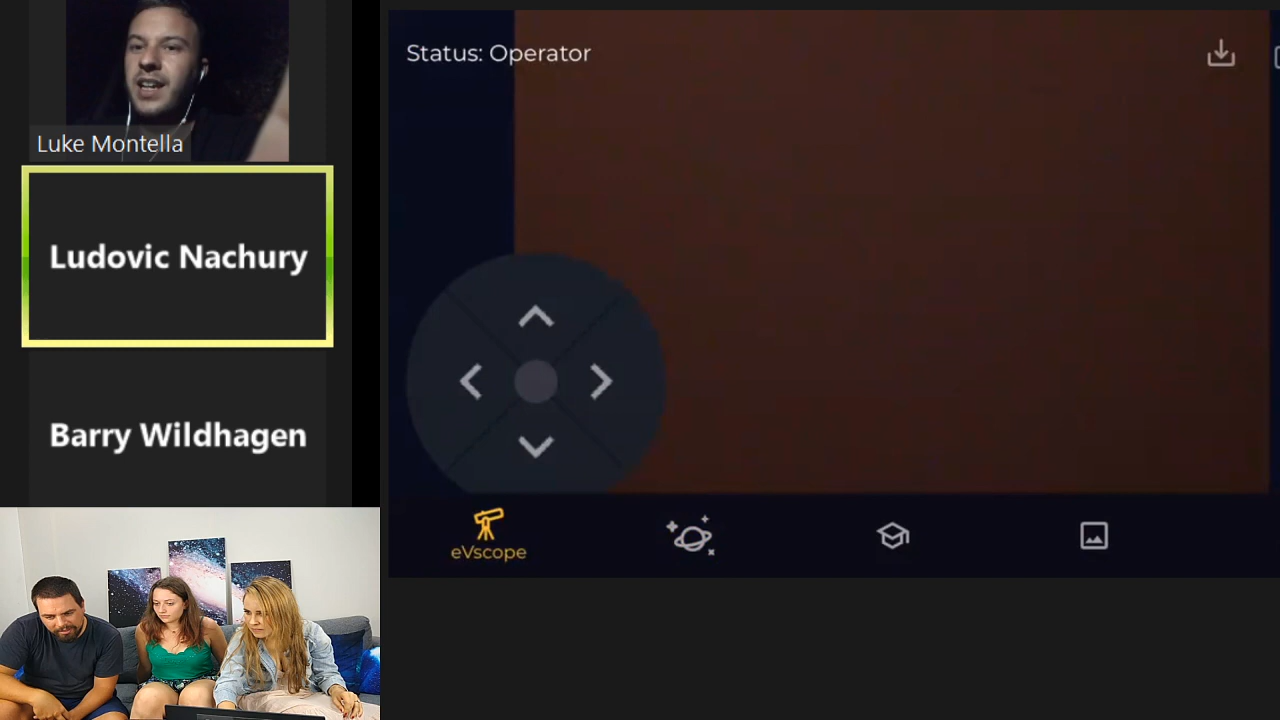 Luke Montella
Ludovic Nachury
Barry Wildhagen
Status: Operator
eVscope